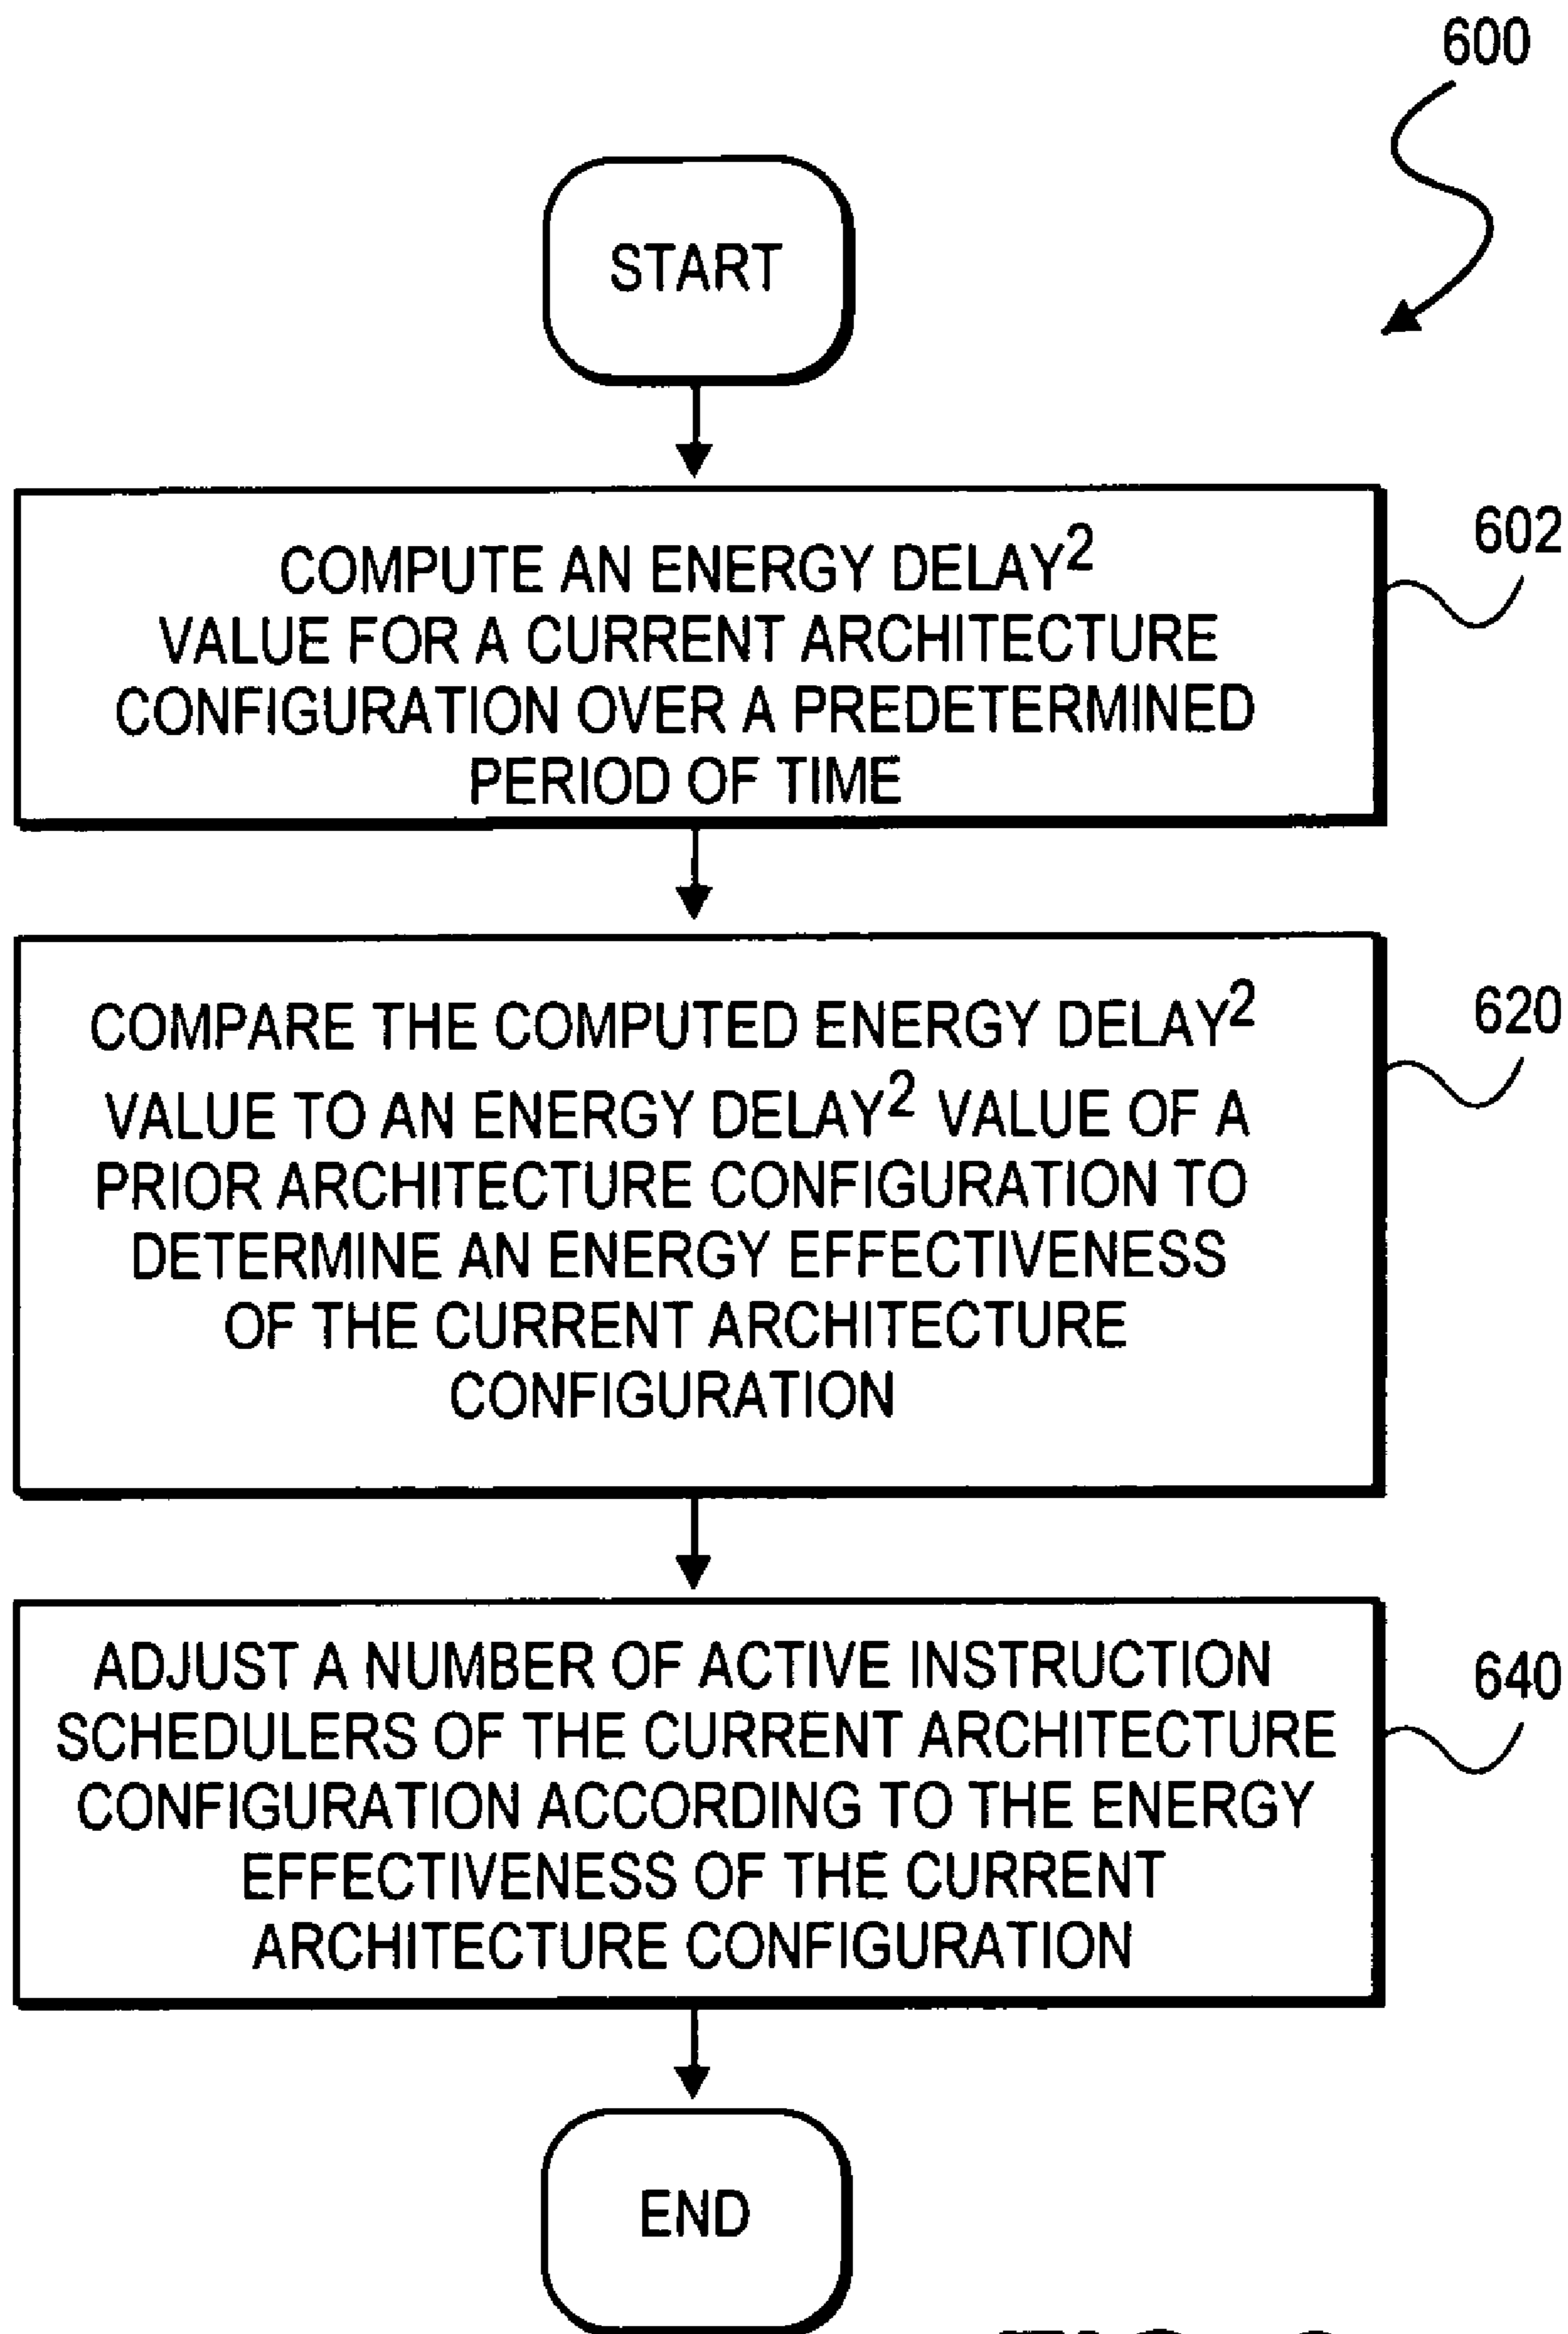 600
START
COMPUTE AN ENERGY DELAY²
VALUE FOR A CURRENT ARCHITECTURE
CONFIGURATION OVER A PREDETERMINED
PERIOD OF TIME
602
COMPARE THE COMPUTED ENERGY DELAY²
VALUE TO AN ENERGY DELAY² VALUE OF A
PRIOR ARCHITECTURE CONFIGURATION TO
DETERMINE AN ENERGY EFFECTIVENESS
OF THE CURRENT ARCHITECTURE
CONFIGURATION
620
ADJUST A NUMBER OF ACTIVE INSTRUCTION
SCHEDULERS OF THE CURRENT ARCHITECTURE
CONFIGURATION ACCORDING TO THE ENERGY
EFFECTIVENESS OF THE CURRENT
ARCHITECTURE CONFIGURATION
640
END